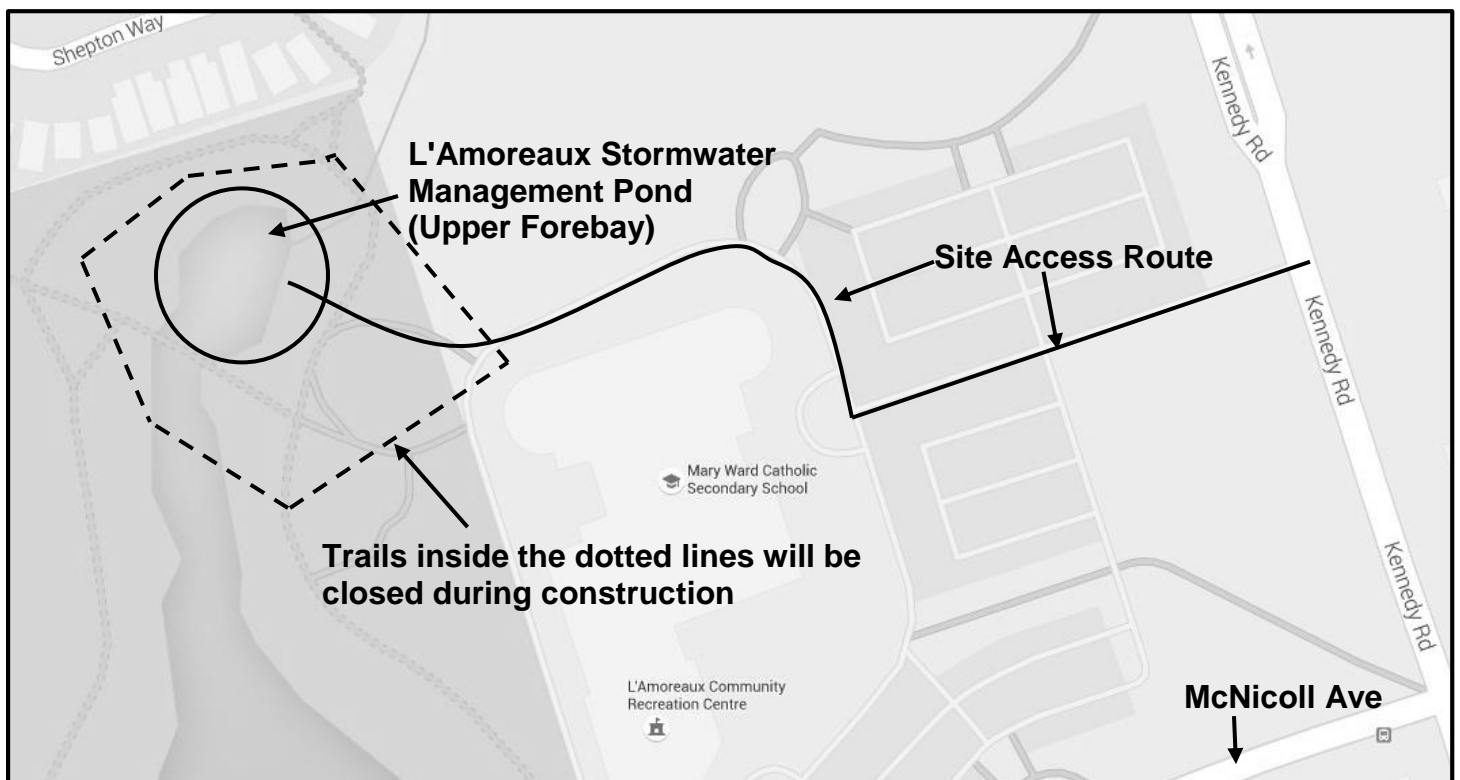 Shepton Way
Kennedy Rd
L'Amoreaux Stormwater
Management Pond
(Upper Forebay)
Site Access Route
Kennedy Rd
Mary Ward Catholic
Secondary School
Trails inside the dotted lines will be
closed during construction
Kennedy Rd
L'Amoreaux Community
Recreation Centre
McNicoll Ave